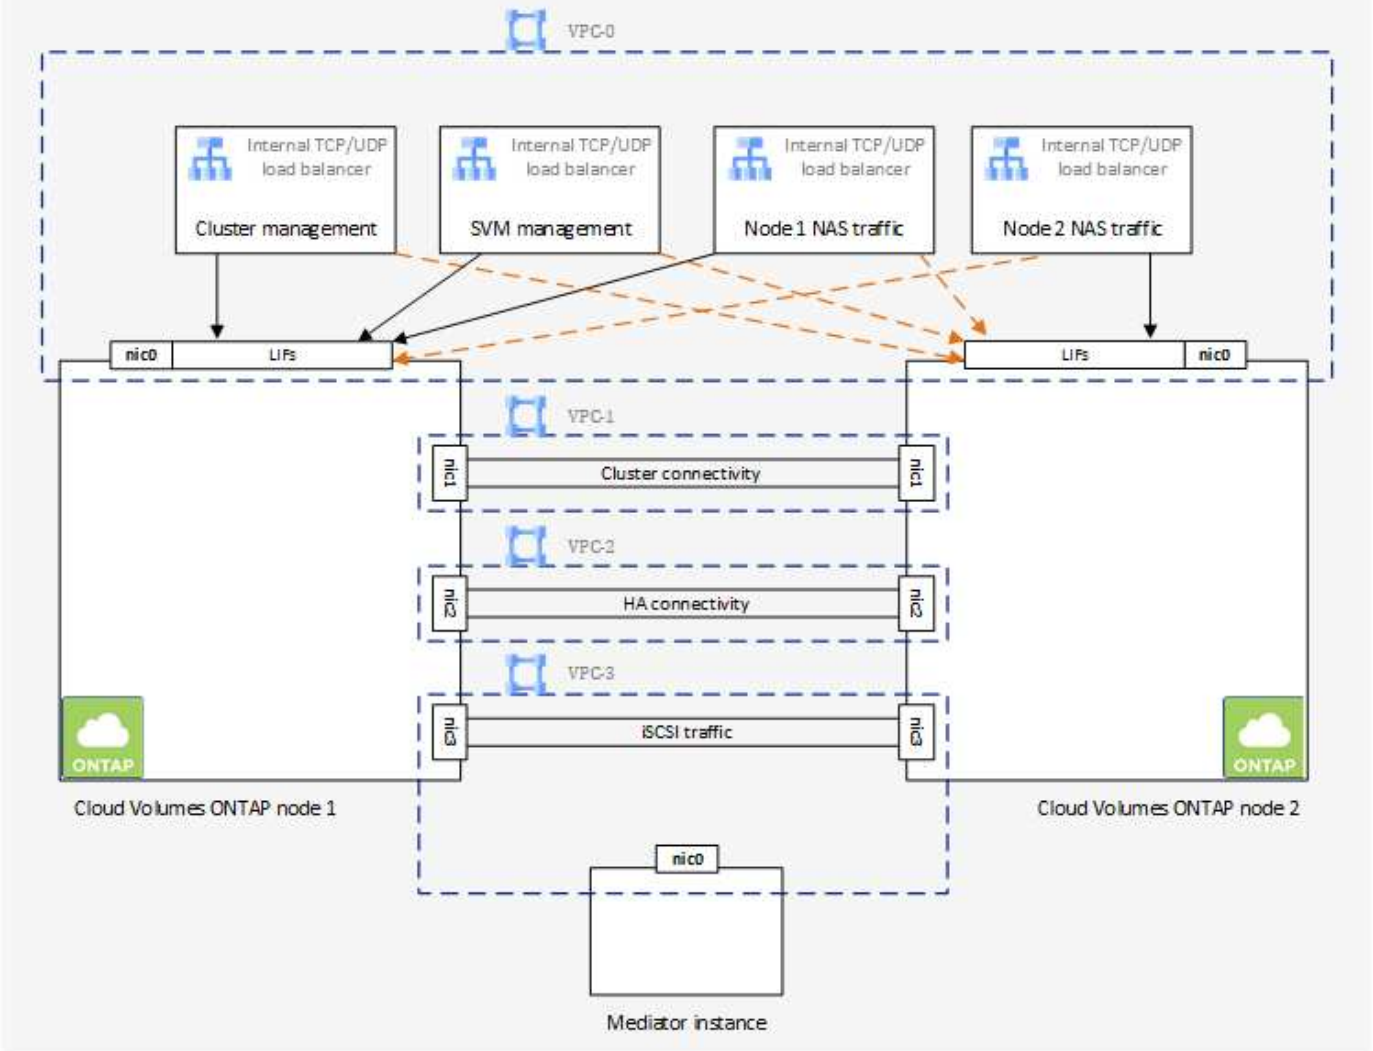 VPC-0
Internal TCP/UDP
load balancer
Cluster management
Internal TCP/UDP
load balancer
SVM management
Internal TCP/UDP
load balancer
Node 1 NAS traffic
Internal TCP/UDP
load balancer
Node 2 NAS traffic
nic0
LIFs
LIFs
nic0
VPC-1
nic1
Cluster connectivity
nic1
VPC-2
nic2
HA connectivity
nic2
VPC-3
nic3
iSCSI traffic
nic3
ONTAP
ONTAP
Cloud Volumes ONTAP node 1
Cloud Volumes ONTAP node 2
nic0
Mediator instance